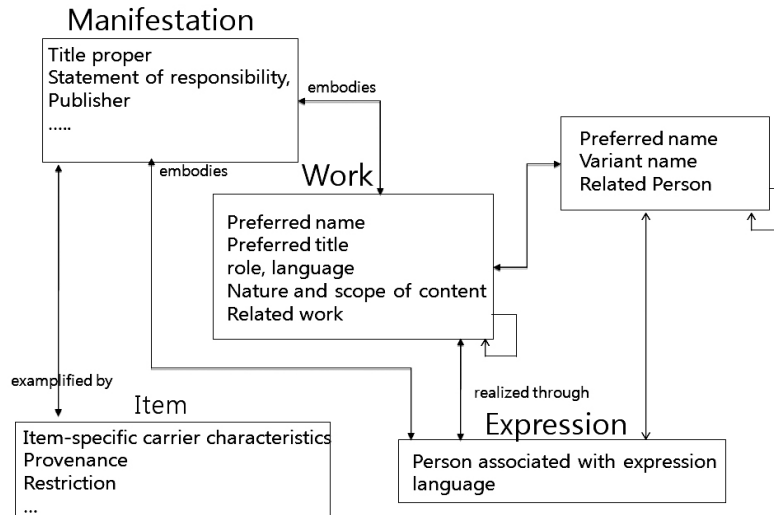 Manifestation
Title proper
Statement of responsibility,
Publisher
.....
embodies
embodies
Preferred name
Variant name
Related Person
Work
Preferred name
Preferred title
role, language
Nature and scope of content
Related work
examplified by
realized through
Item
Item-specific carrier characteristics
Provenance
Restriction
...
Expression
Person associated with expression
language